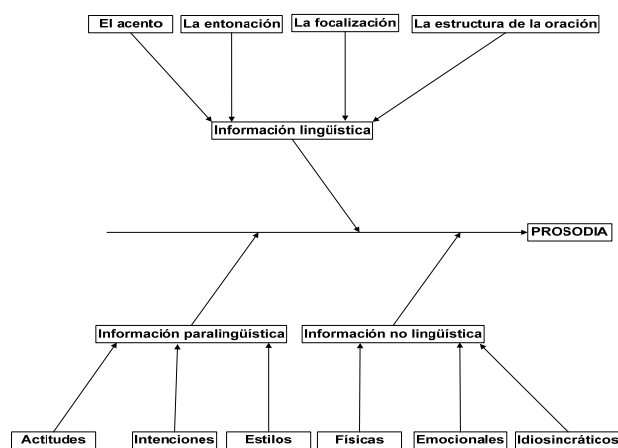 El acento
La entonación
La focalización
La estructura de la oración
Información lingüística
PROSODIA
Información paralingüística
Información no lingüística
Actitudes
Intenciones
Estilos
Físicas
Emocionales
Idiosincráticos